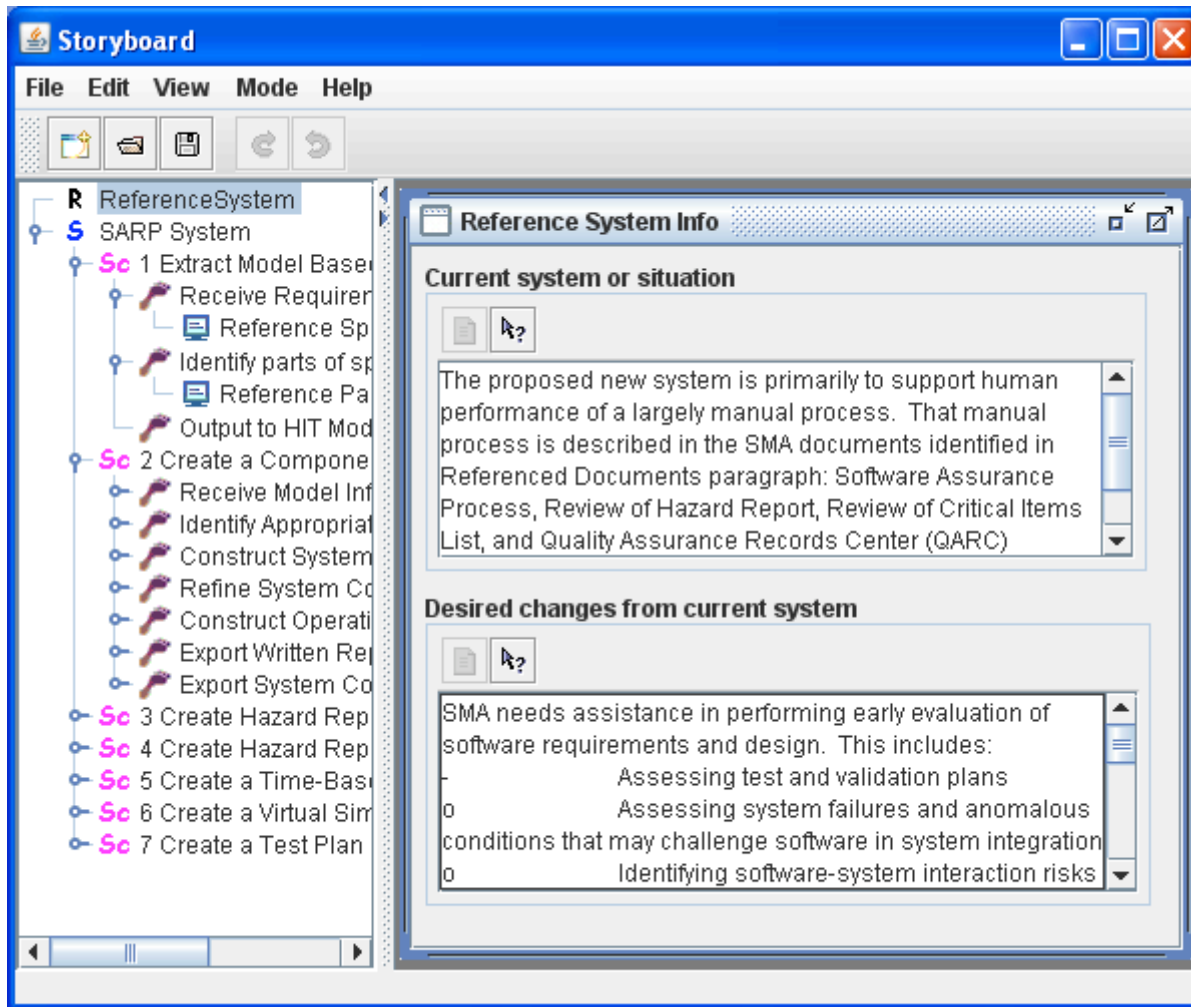 Storyboard
File Edit View Mode Help
R ReferenceSystem
S SARP System
Sc 1 Extract Model Base
Receive Requirer
Reference Sp
Identify parts of sp
Reference Pa
Output to HIT Mod
Sc 2 Create a Compone
Receive Model Inf
Identify Appropriat
Construct System
Refine System Co
Construct Operati
Export Written Rep
Export System Co
Sc 3 Create Hazard Rep
Sc 4 Create Hazard Rep
Sc 5 Create a Time-Bas
Sc 6 Create a Virtual Sim
Sc 7 Create a Test Plan
Reference System Info
Current system or situation
?
The proposed new system is primarily to support human
performance of a largely manual process.  That manual
process is described in the SMA documents identified in
Referenced Documents paragraph: Software Assurance
Process, Review of Hazard Report, Review of Critical Items
List, and Quality Assurance Records Center (QARC)
Desired changes from current system
?
SMA needs assistance in performing early evaluation of
software requirements and design.  This includes:
- Assessing test and validation plans
o Assessing system failures and anomalous
conditions that may challenge software in system integration
o Identifying software-system interaction risks